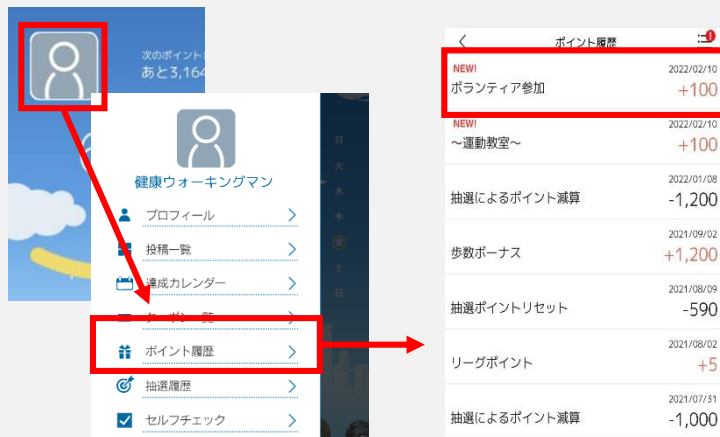 次のポイント
あと3,164
健康ウォーキングマン
プロフィール
投稿一覧
達成カレンダー
クーポン一覧
ポイント履歴
抽選履歴
セルフチェック
月
火
水
木
金
土
日
ポイント履歴
NEW!
2022/02/10
ボランティア参加 +100
NEW!
2022/02/10
～運動教室～ +100
2022/01/08
抽選によるポイント減算 -1,200
2021/09/02
歩数ボーナス +1,200
2021/08/09
抽選ポイントリセット -590
2021/08/02
リーグポイント +5
2021/07/31
抽選によるポイント減算 -1,000